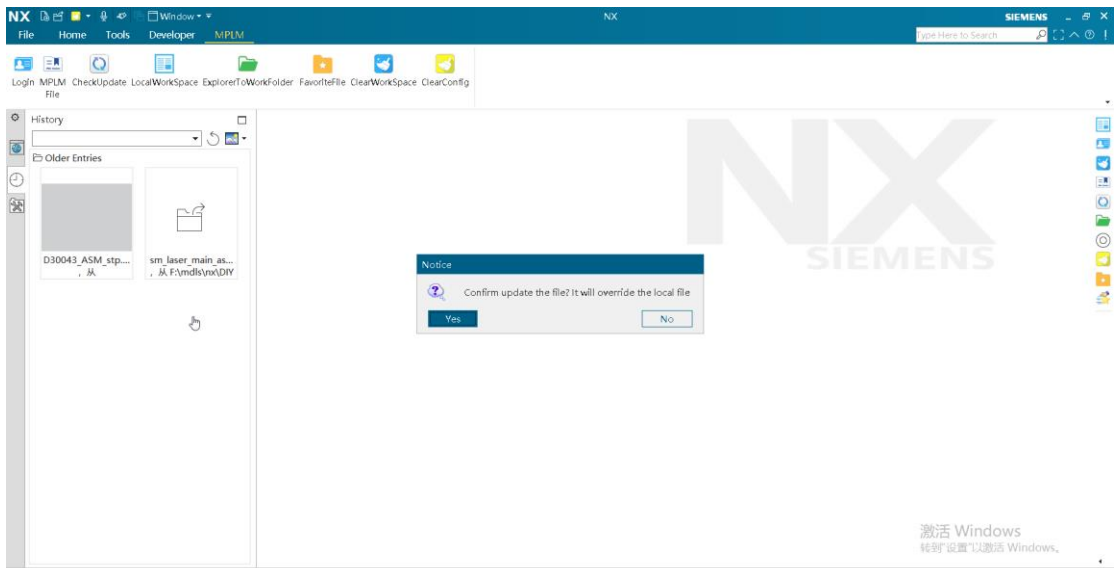 NX Window NX SIEMENS
File Home Tools Developer MPLM Type Here to Search
Login MPLM File CheckUpdate LocalWorkSpace ExplorerToWorkFolder FavoriteFile ClearWorkSpace ClearConfig
History
Older Entries
D30043_ASM_stp....
, 从
sm_laser_main_as...
, 从 F:\mdls\nx\DIY
NX
SIEMENS
Notice
Confirm update the file? It will override the local file
Yes No
激活 Windows
转到"设置"以激活 Windows。